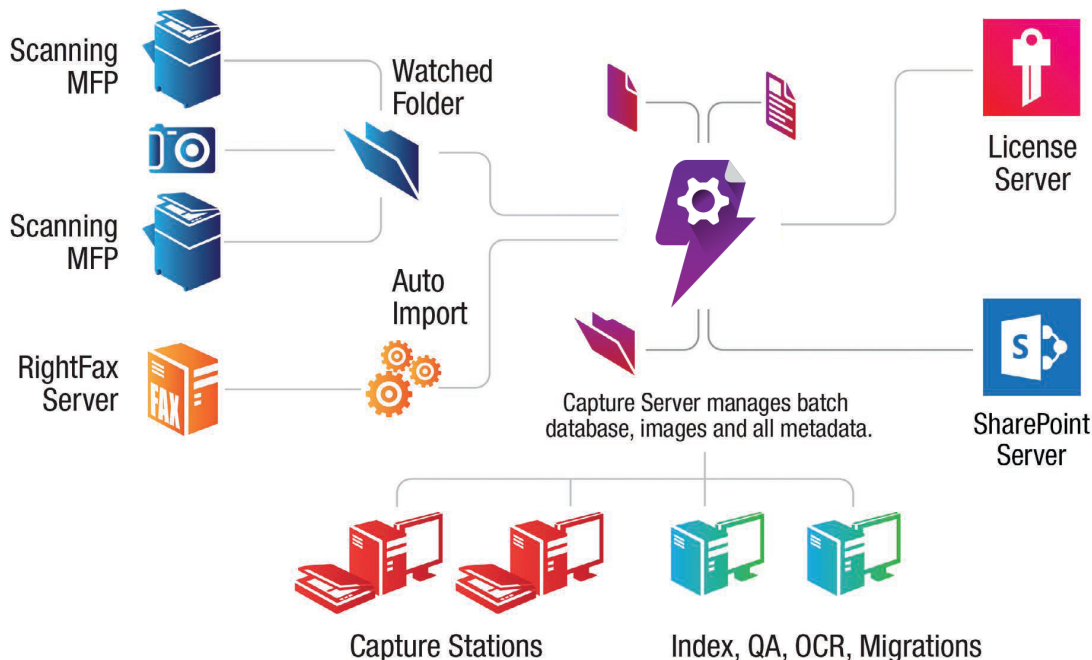 Scanning
MFP
Watched
Folder
License
Server
Scanning
MFP
Auto
Import
RightFax
Server
FAX
S
Capture Server manages batch
database, images and all metadata.
SharePoint
Server
Capture Stations
Index, QA, OCR, Migrations